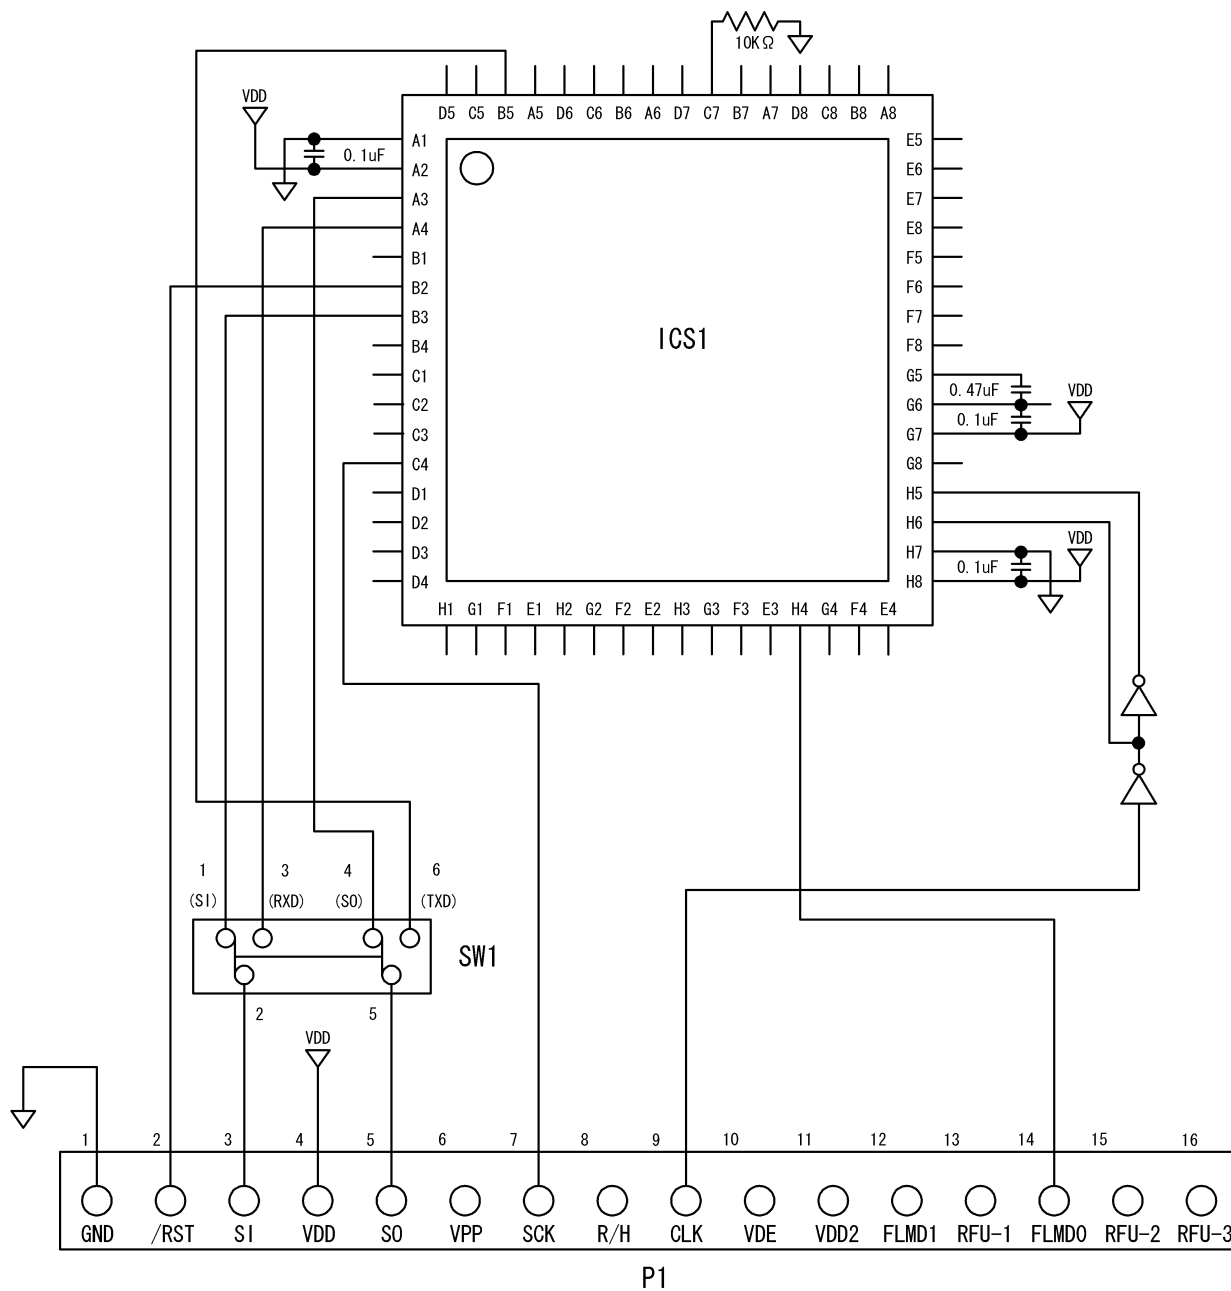 10KΩ
D5 C5 B5 A5 D6 C6 B6 A6 D7 C7 B7 A7 D8 C8 B8 A8
VDD
A1
0.1uF
A2
A3
A4
B1
B2
B3
B4
C1
C2
C3
C4
D1
D2
D3
D4
ICS1
E5
E6
E7
E8
F5
F6
F7
F8
G5
0.47uF
VDD
G6
0.1uF
G7
G8
H5
H6
VDD
H7
0.1uF
H8
H1 G1 F1 E1 H2 G2 F2 E2 H3 G3 F3 E3 H4 G4 F4 E4
1 3 4 6
(SI) (RXD) (SO) (TXD)
SW1
2 5
VDD
1 2 3 4 5 6 7 8 9 10 11 12 13 14 15 16
GND /RST SI VDD SO VPP SCK R/H CLK VDE VDD2 FLMD1 RFU-1 FLMD0 RFU-2 RFU-3
P1